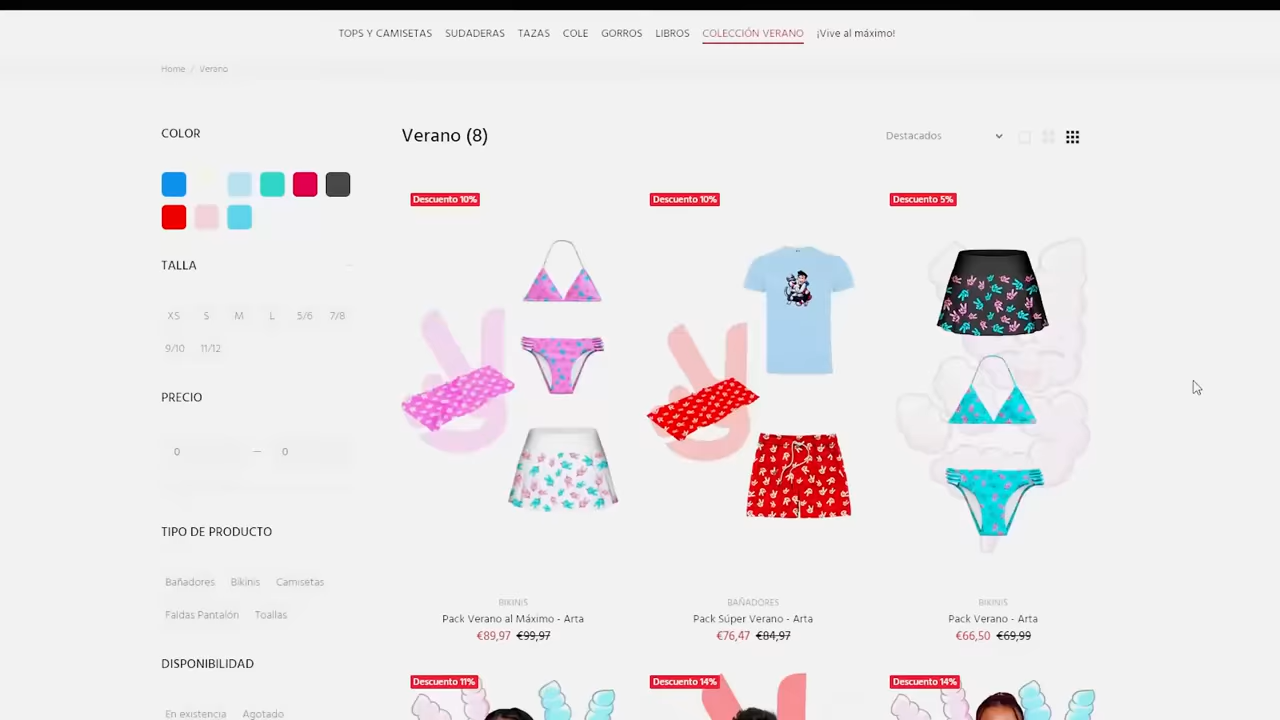 TOPS Y CAMISETAS SUDADERAS TAZAS COLE GORROS LIBROS COLECCIÓN VERANO ¡Vive al máximo!
Home / Verano
COLOR
TALLA
XS S M L 5/6 7/8
9/10 11/12
PRECIO
0 — 0
TIPO DE PRODUCTO
Bañadores Bikinis Camisetas
Faldas Pantalón Toallas
DISPONIBILIDAD
En existencia Agotado
Verano (8)
Destacados
Descuento 10% Descuento 10% Descuento 5%
BIKINIS
Pack Verano al Máximo - Arta
€89,97 €99,97
BAÑADORES
Pack Súper Verano - Arta
€76,47 €84,97
BIKINIS
Pack Verano - Arta
€66,50 €69,99
Descuento 11% Descuento 14% Descuento 14%